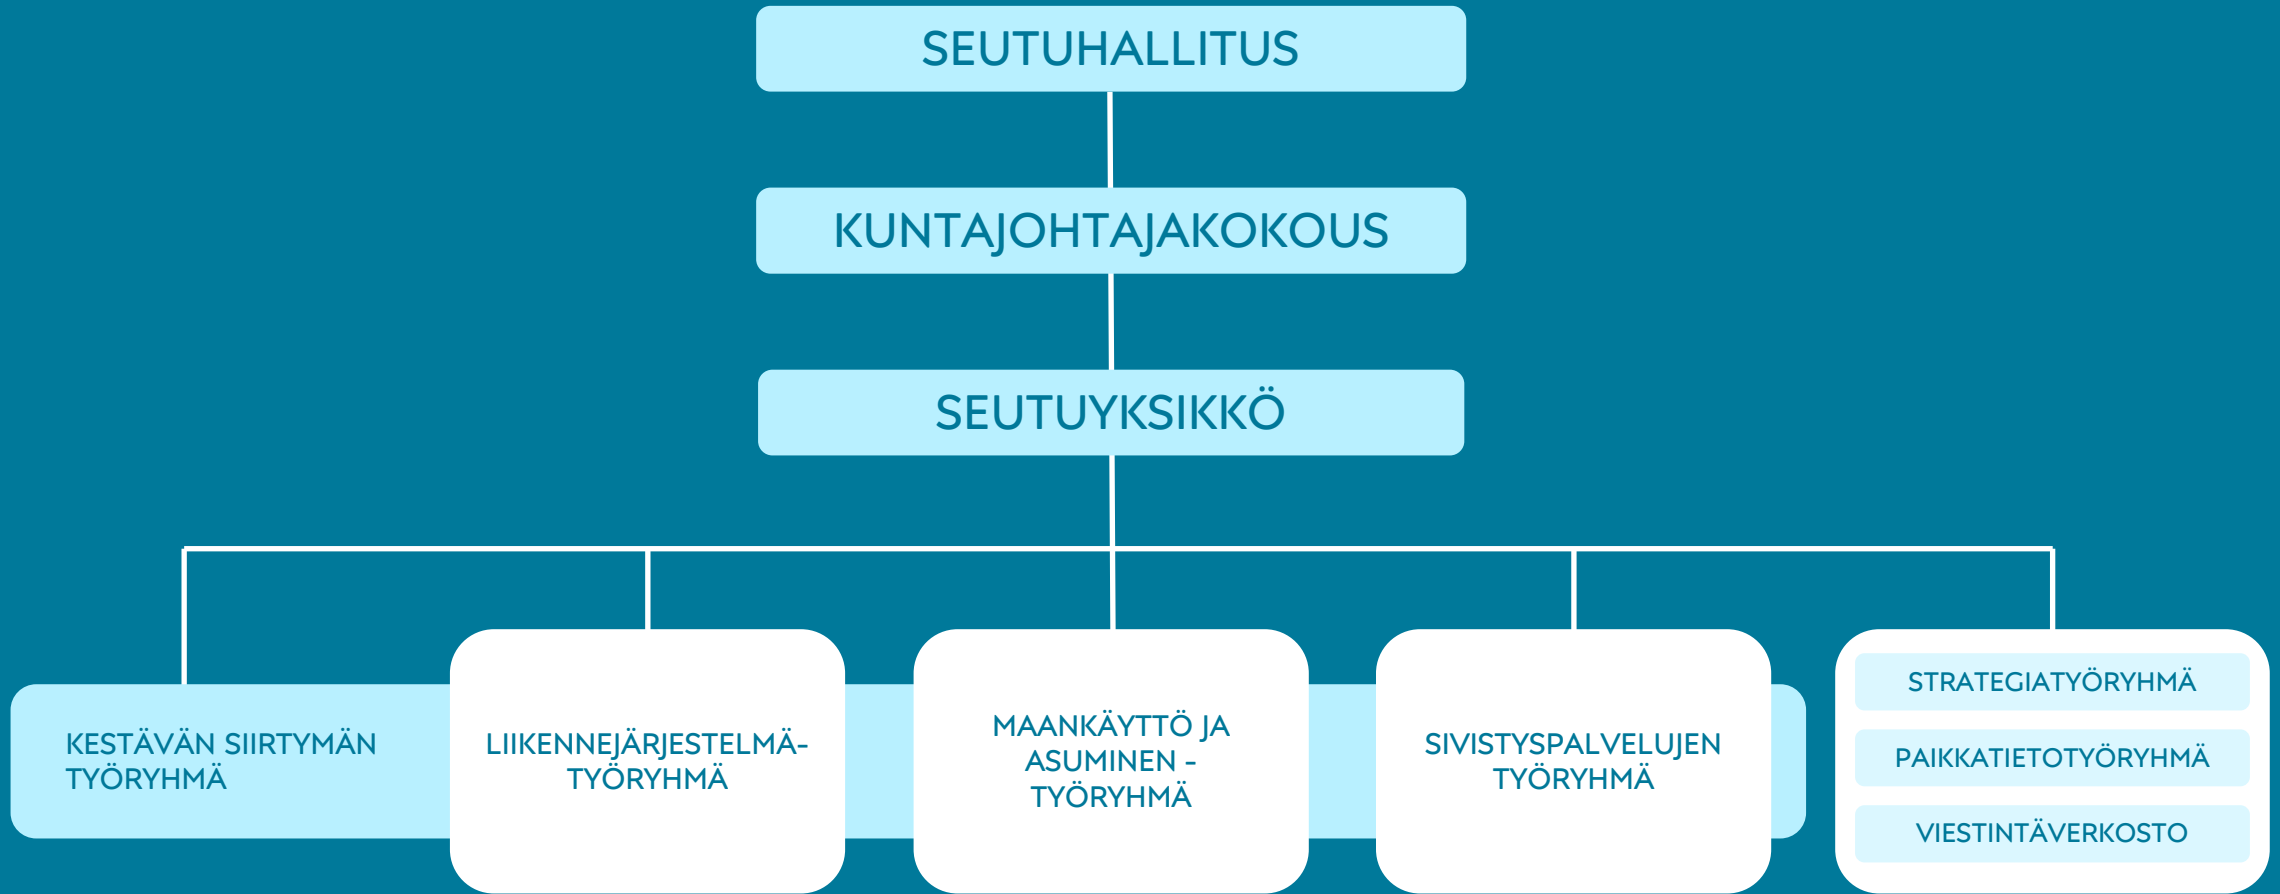 SEUTUHALLITUS
KUNTAJOHTAJAKOKOUS
SEUTUYKSIKKÖ
KESTÄVÄN SIIRTYMÄN
TYÖRYHMÄ
LIIKENNEJÄRJESTELMÄ-
TYÖRYHMÄ
MAANKÄYTTÖ JA
ASUMINEN -
TYÖRYHMÄ
SIVISTYSPALVELUJEN
TYÖRYHMÄ
STRATEGIATYÖRYHMÄ
PAIKKATIETOTYÖRYHMÄ
VIESTINTÄVERKOSTO